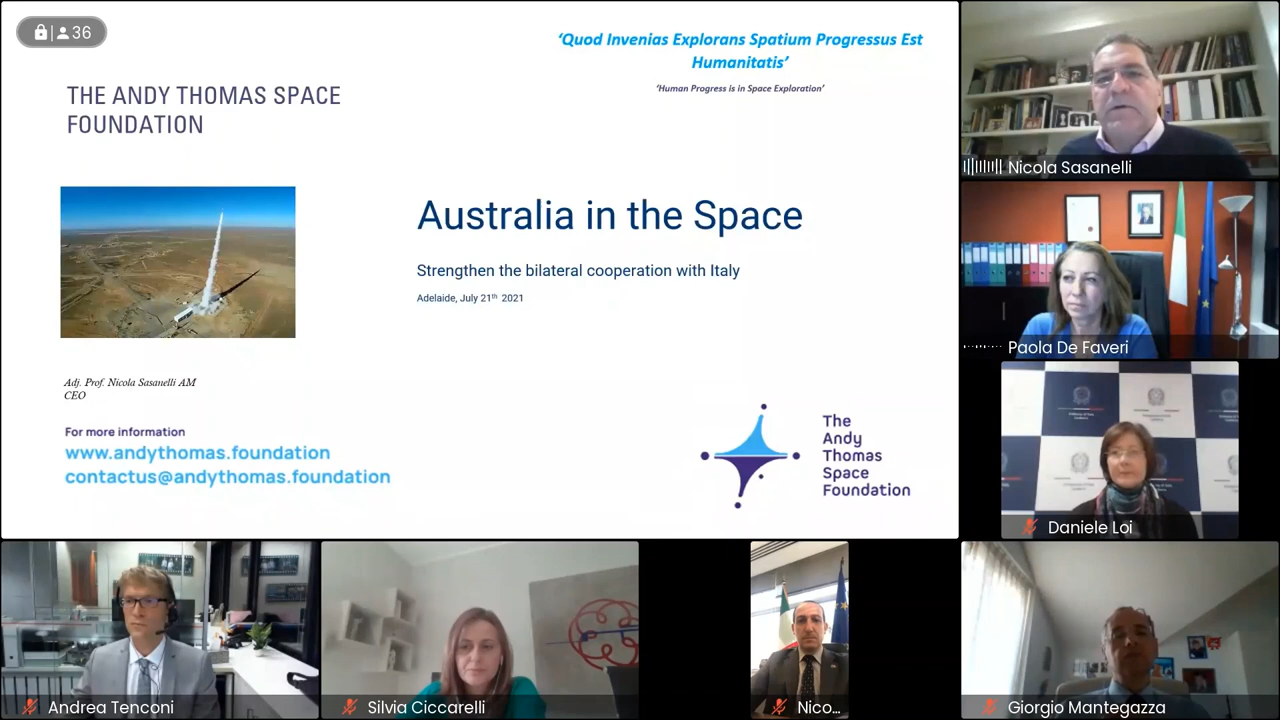 36
'Quod Invenias Explorans Spatium Progressus Est
Humanitatis'
'Human Progress is in Space Exploration'
THE ANDY THOMAS SPACE
FOUNDATION
Australia in the Space
Strengthen the bilateral cooperation with Italy
Adelaide, July 21th 2021
Adj. Prof. Nicola Sasanelli AM
CEO
For more information
www.andythomas.foundation
contactus@andythomas.foundation
The
Andy
Thomas
Space
Foundation
Nicola Sasanelli
Paola De Faveri
Daniele Loi
Andrea Tenconi
Silvia Ciccarelli
Nico...
Giorgio Mantegazza